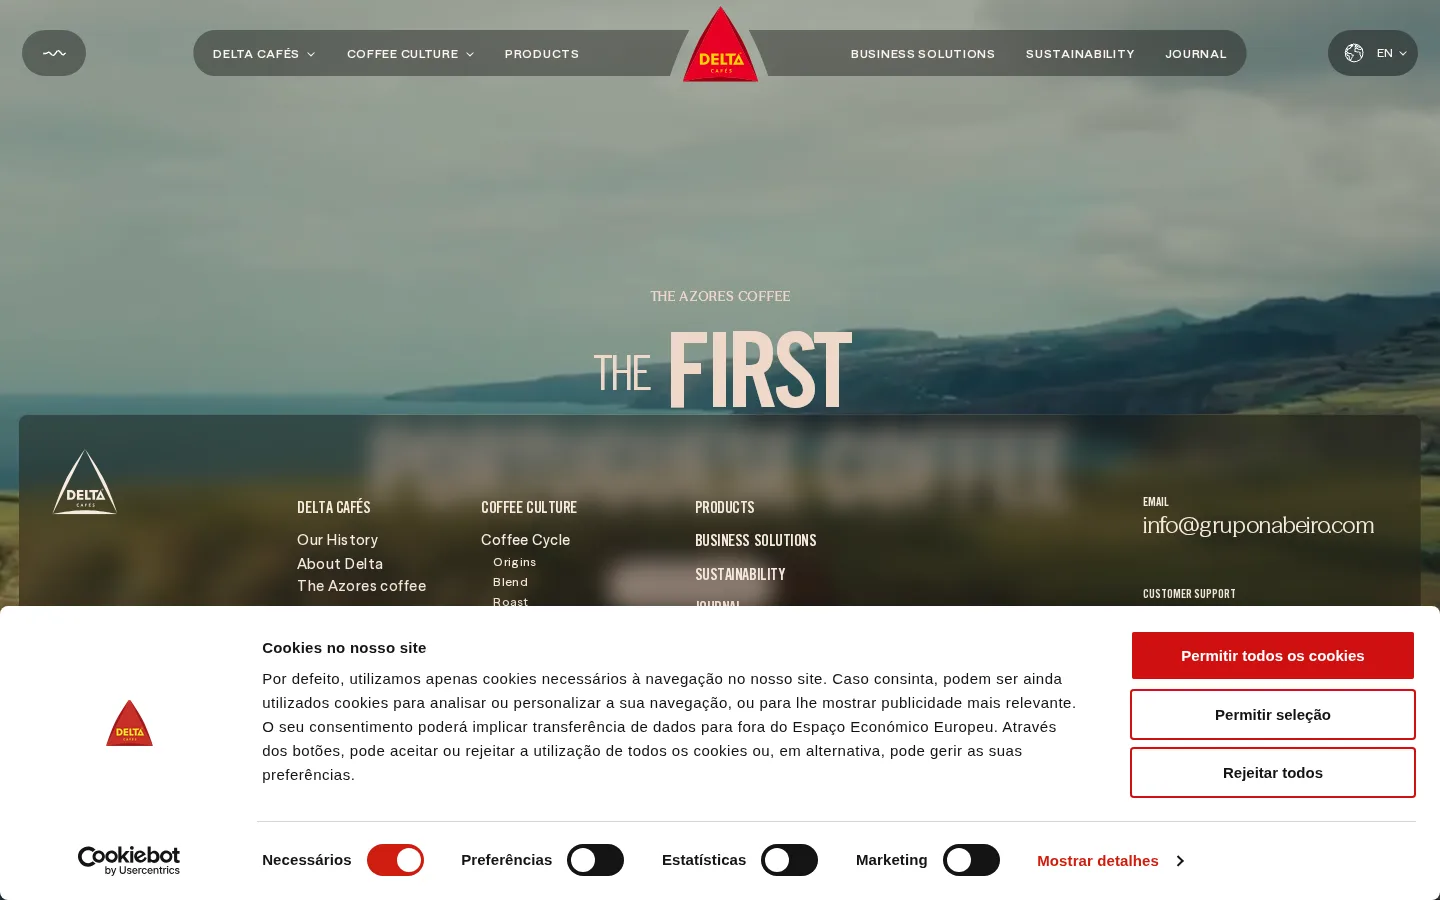 DELTA CAFÉS
COFFEE CULTURE
PRODUCTS
DELTA
CAFÉS
BUSINESS SOLUTIONS
SUSTAINABILITY
JOURNAL
EN
THE AZORES COFFEE
THE FIRST
PORTUGUESE COFFEE
DELTA
CAFÉS
DELTA CAFÉS
Our History
About Delta
The Azores coffee
COFFEE CULTURE
Coffee Cycle
Origins
Blend
Roast
PRODUCTS
BUSINESS SOLUTIONS
SUSTAINABILITY
JOURNAL
EMAIL
info@gruponabeiro.com
CUSTOMER SUPPORT
DELTA
CAFÉS
Cookiebot
by Usercentrics
Cookies no nosso site
Por defeito, utilizamos apenas cookies necessários à navegação no nosso site. Caso consinta, podem ser ainda
utilizados cookies para analisar ou personalizar a sua navegação, ou para lhe mostrar publicidade mais relevante.
O seu consentimento poderá implicar transferência de dados para fora do Espaço Económico Europeu. Através
dos botões, pode aceitar ou rejeitar a utilização de todos os cookies ou, em alternativa, pode gerir as suas
preferências.
Permitir todos os cookies
Permitir seleção
Rejeitar todos
Necessários
Preferências
Estatísticas
Marketing
Mostrar detalhes